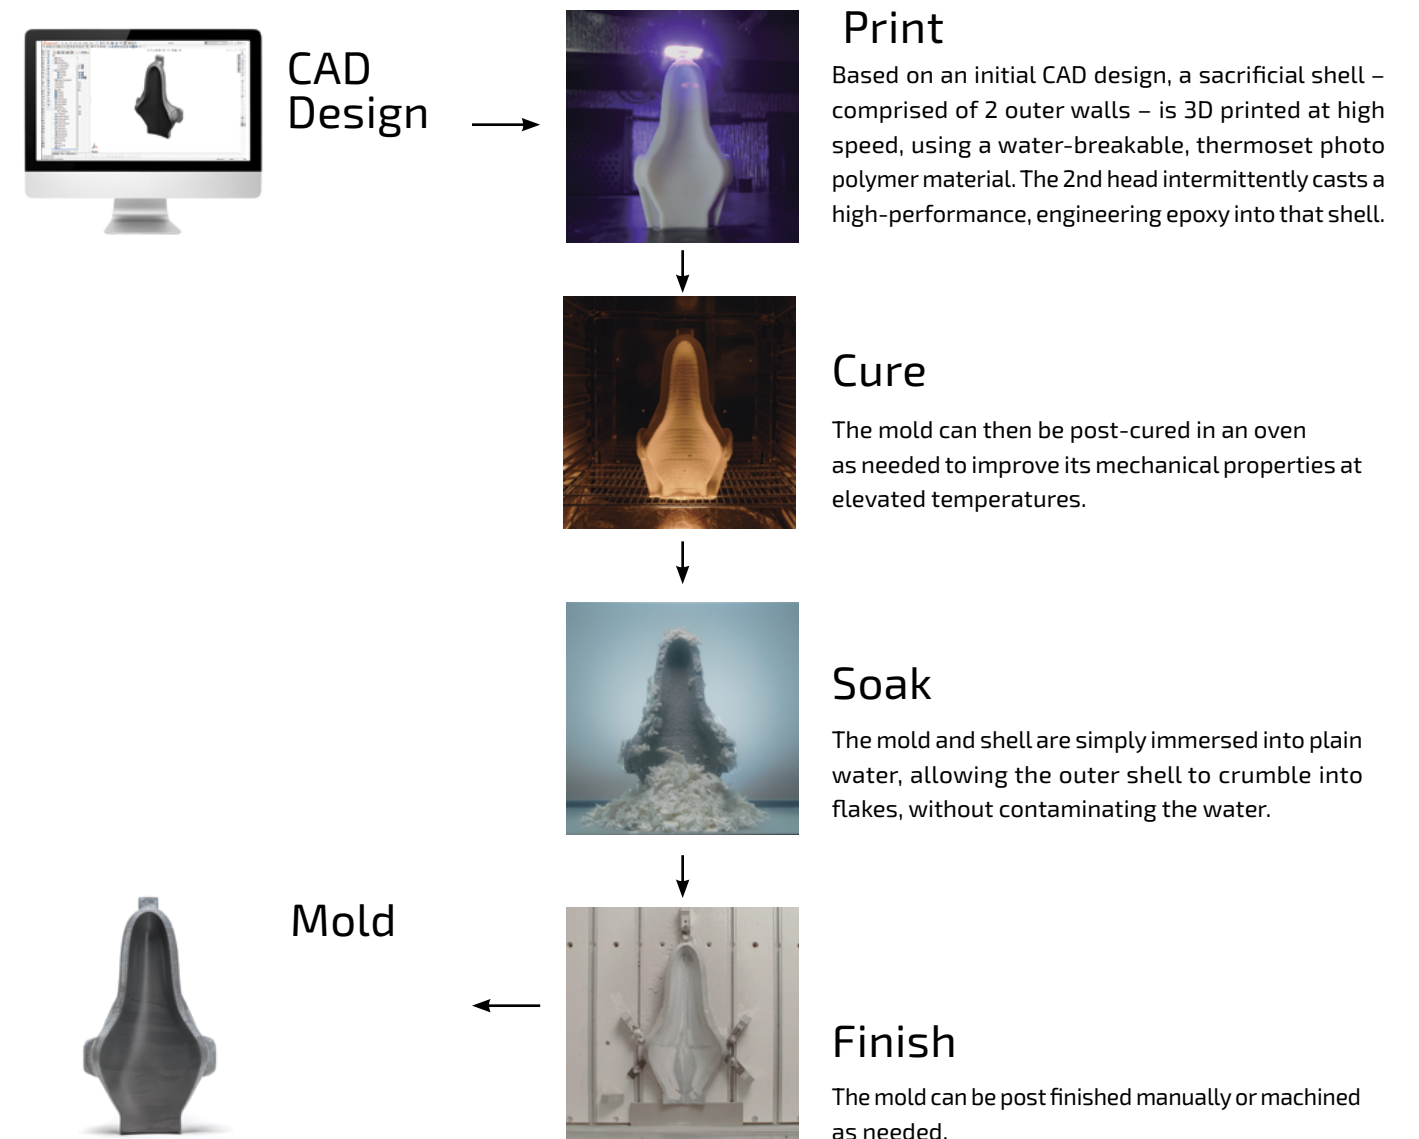 CAD
Design
Print
Based on an initial CAD design, a sacrificial shell –
comprised of 2 outer walls – is 3D printed at high
speed, using a water-breakable, thermoset photo
polymer material. The 2nd head intermittently casts a
high-performance, engineering epoxy into that shell.
Cure
The mold can then be post-cured in an oven
as needed to improve its mechanical properties at
elevated temperatures.
Soak
The mold and shell are simply immersed into plain
water, allowing the outer shell to crumble into
flakes, without contaminating the water.
Mold
Finish
The mold can be post finished manually or machined
as needed.